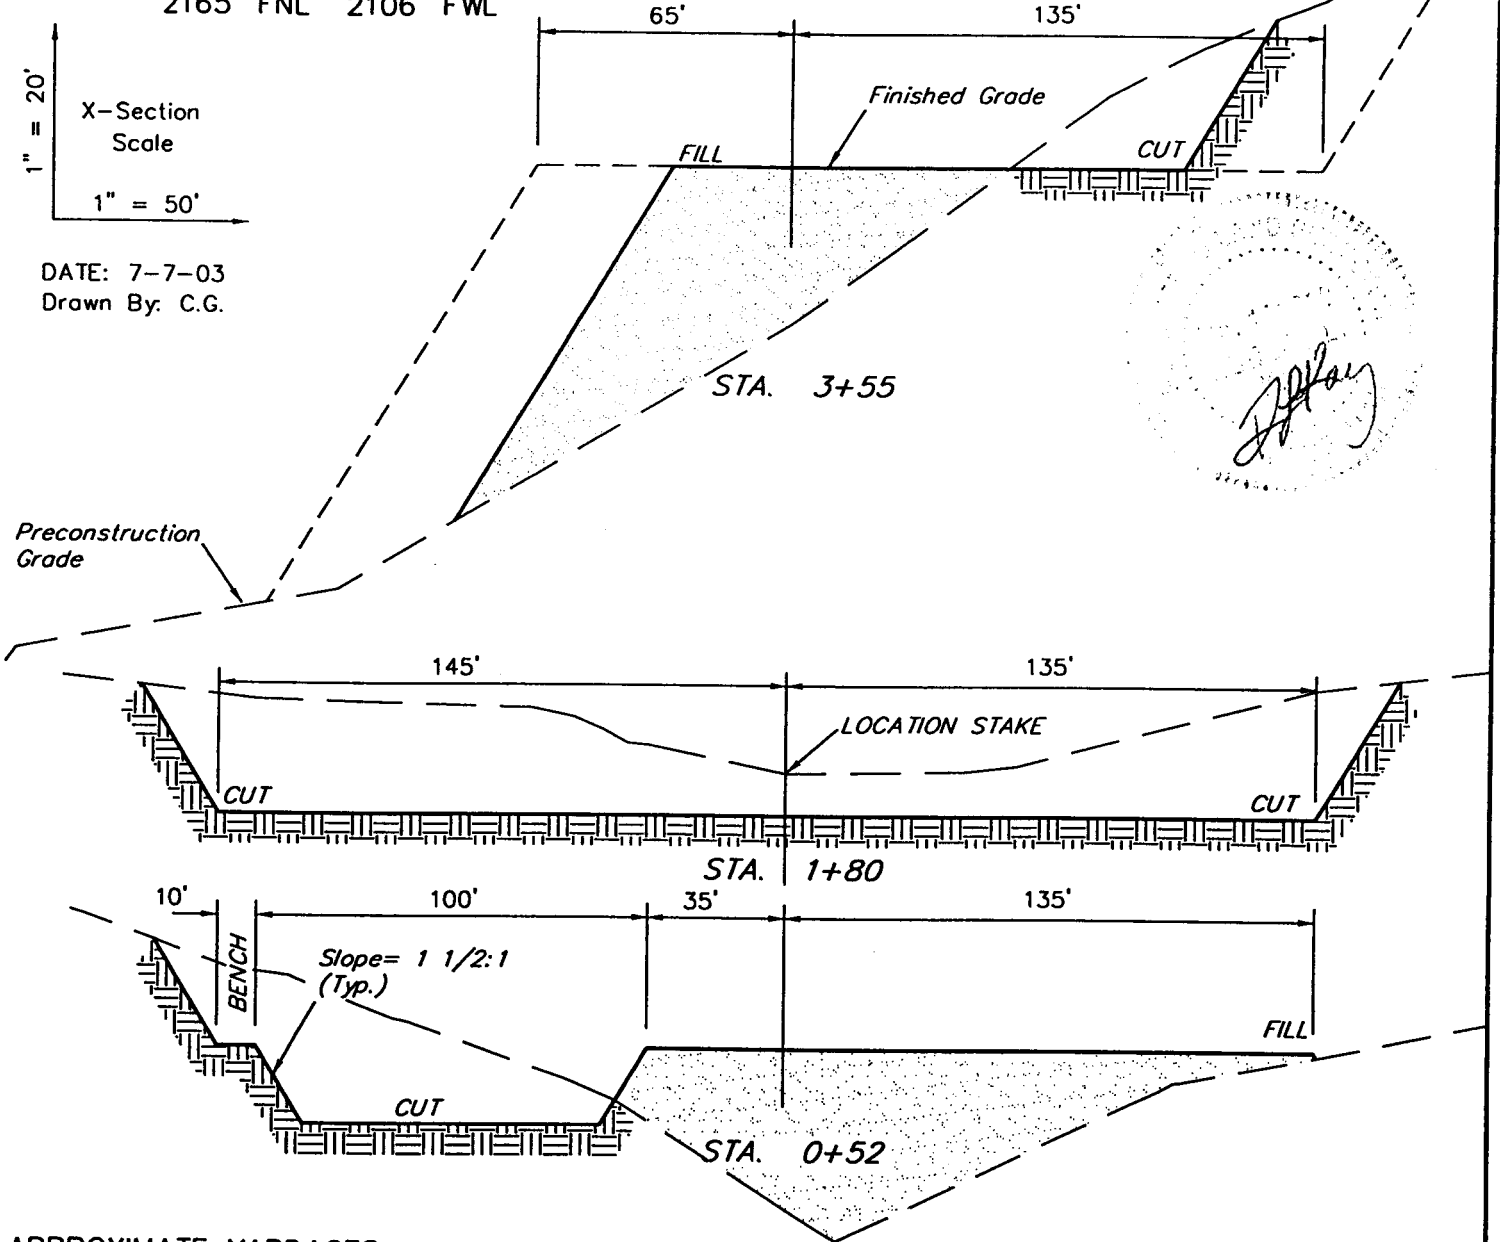 2165' FNL 2106' FWL
65'
135'
1" = 20'
X-Section
Scale
1" = 50'
DATE: 7-7-03
Drawn By: C.G.
Finished Grade
FILL
CUT
STA. 3+55
Preconstruction
Grade
145'
135'
LOCATION STAKE
CUT
CUT
STA. 1+80
10'
100'
35'
135'
BENCH
Slope= 1 1/2:1
(Typ.)
FILL
CUT
STA. 0+52
APPROXIMATE YARDAGES